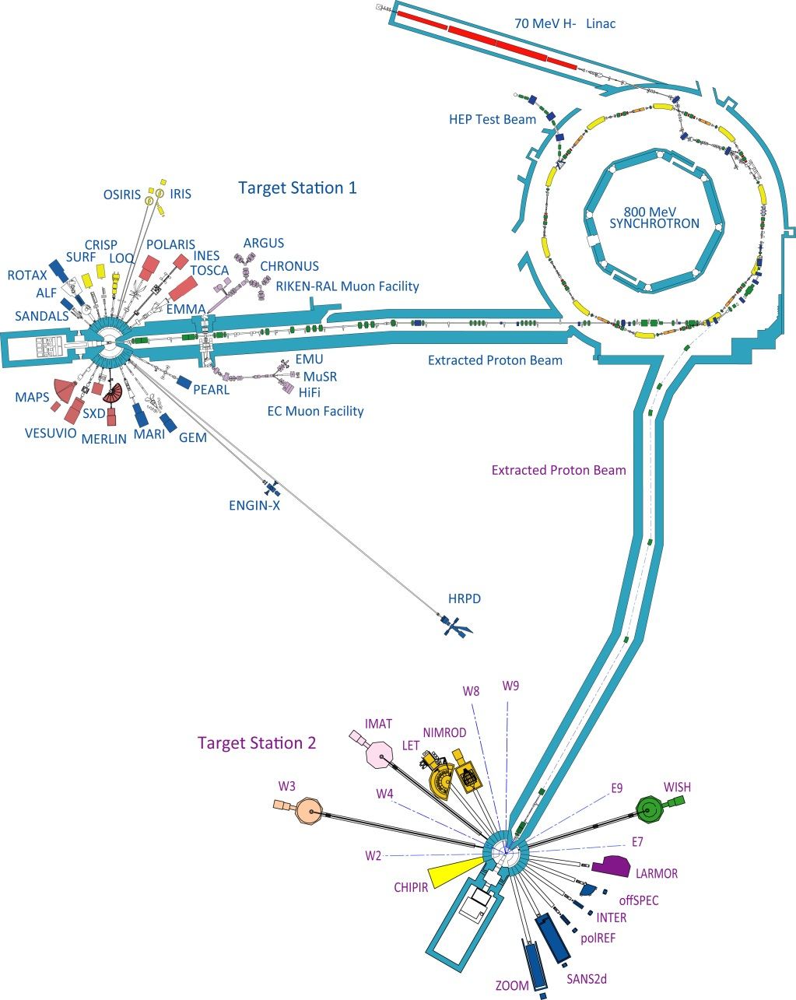 70 MeV H- Linac
HEP Test Beam
800 MeV
SYNCHROTRON
Target Station 1
OSIRIS
IRIS
CRISP
SURF
LOQ
POLARIS
INES
TOSCA
ARGUS
CHRONUS
RIKEN-RAL Muon Facility
ROTAX
ALF
SANDALS
EMMA
Extracted Proton Beam
EMU
MuSR
HiFi
EC Muon Facility
PEARL
MAPS
SXD
VESUVIO
MERLIN
MARI
GEM
ENGIN-X
Extracted Proton Beam
HRPD
Target Station 2
W8
W9
IMAT
NIMROD
LET
W3
W4
E9
WISH
W2
E7
CHIPIR
LARMOR
offSPEC
INTER
polREF
SANS2d
ZOOM